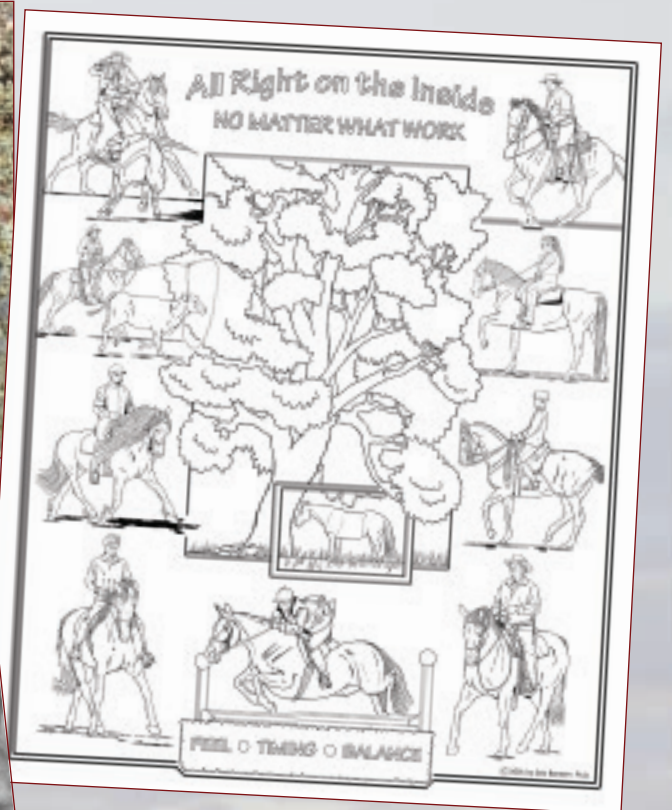 All Right on the Inside
NO MATTER WHAT WORK
FEEL ○ TIMING ○ BALANCE